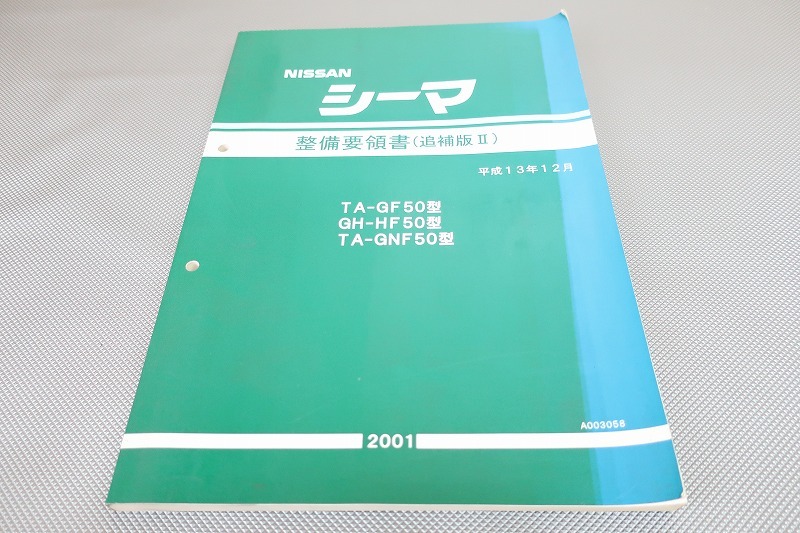 NISSAN
シーマ
整備要領書(追補版Ⅱ)
平成13年12月
TA-GF50型
GH-HF50型
TA-GNF50型
A003058
2001